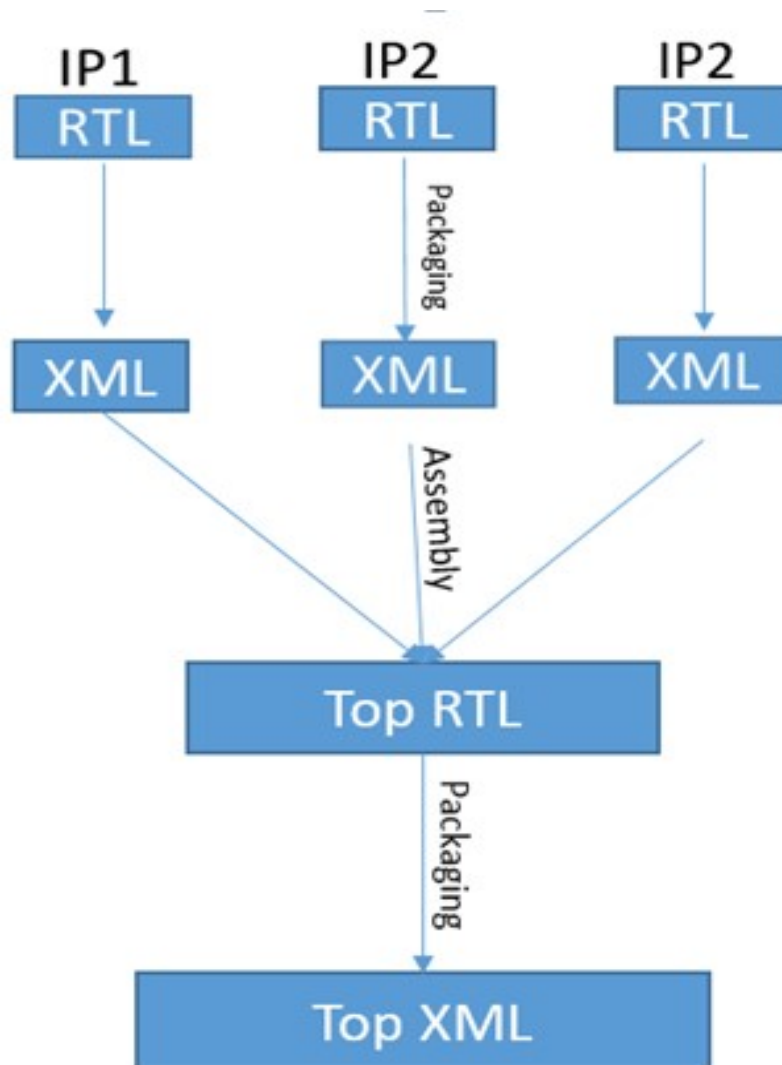 IP1 IP2 IP2
RTL RTL RTL
Packaging
XML XML XML
Assembly
Top RTL
Packaging
Top XML